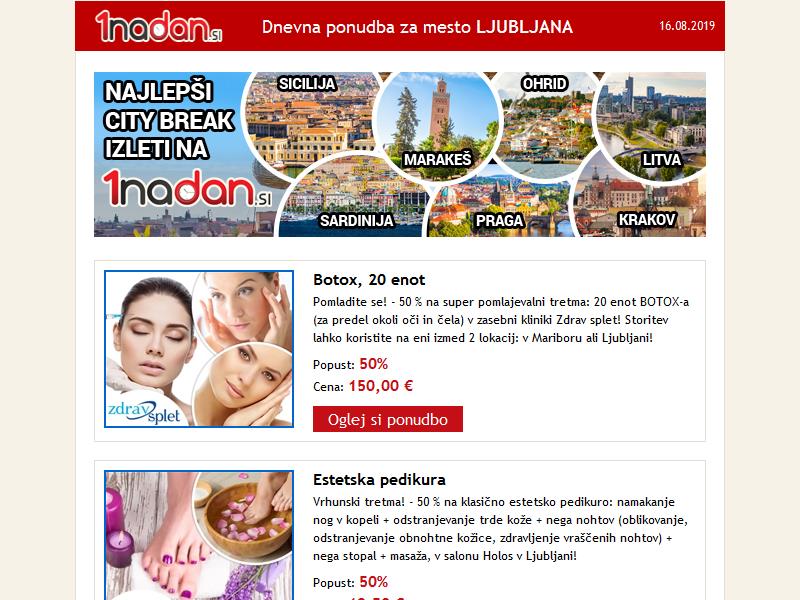 1nadan.si
Dnevna ponudba za mesto LJUBLJANA
16.08.2019
NAJLEPŠI
CITY BREAK
IZLETI NA
1nadan.si
SICILIJA
MARAKEŠ
OHRID
LITVA
SARDINIJA
PRAGA
KRAKOV
zdrav splet
Botox, 20 enot
Pomladite se! - 50 % na super pomlajevalni tretma: 20 enot BOTOX-a
(za predel okoli oči in čela) v zasebni kliniki Zdrav splet! Storitev
lahko koristite na eni izmed 2 lokacij: v Mariboru ali Ljubljani!
Popust: 50%
Cena: 150,00 €
Oglej si ponudbo
Estetska pedikura
Vrhunski tretma! - 50 % na klasično estetsko pedikuro: namakanje
nog v kopeli + odstranjevanje trde kože + nega nohtov (oblikovanje,
odstranjevanje obnohtne kožice, zdravljenje vraščenih nohtov) +
nega stopal + masaža, v salonu Holos v Ljubljani!
Popust: 50%